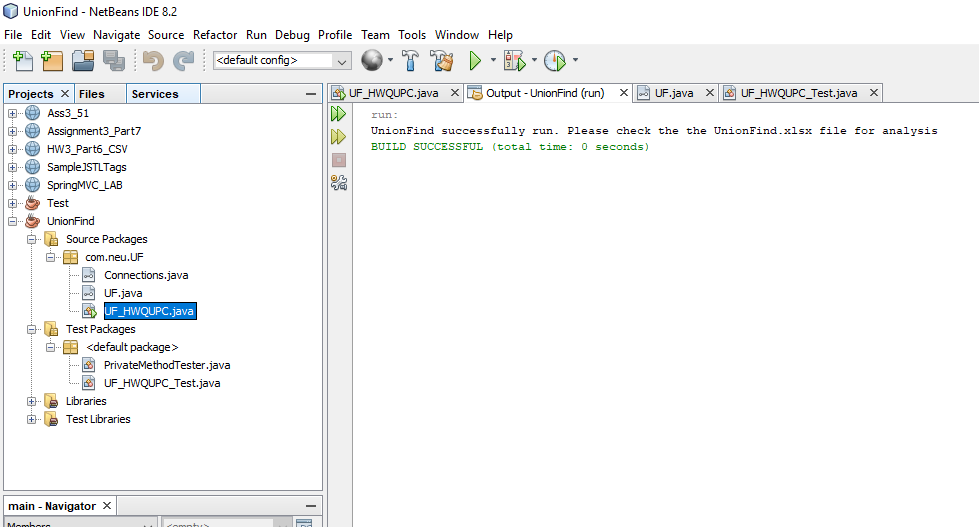 UnionFind - NetBeans IDE 8.2
File Edit View Navigate Source Refactor Run Debug Profile Team Tools Window Help
<default config>
Projects Files Services
Ass3_51
Assignment3_Part7
HW3_Part6_CSV
SampleJSTLTags
SpringMVC_LAB
Test
UnionFind
Source Packages
com.neu.UF
Connections.java
UF.java
UF_HWQUPC.java
Test Packages
<default package>
PrivateMethodTester.java
UF_HWQUPC_Test.java
Libraries
Test Libraries
main - Navigator
Members <empty>
UF_HWQUPC.java Output - UnionFind (run) UF.java UF_HWQUPC_Test.java
run:
UnionFind successfully run. Please check the the UnionFind.xlsx file for analysis
BUILD SUCCESSFUL (total time: 0 seconds)